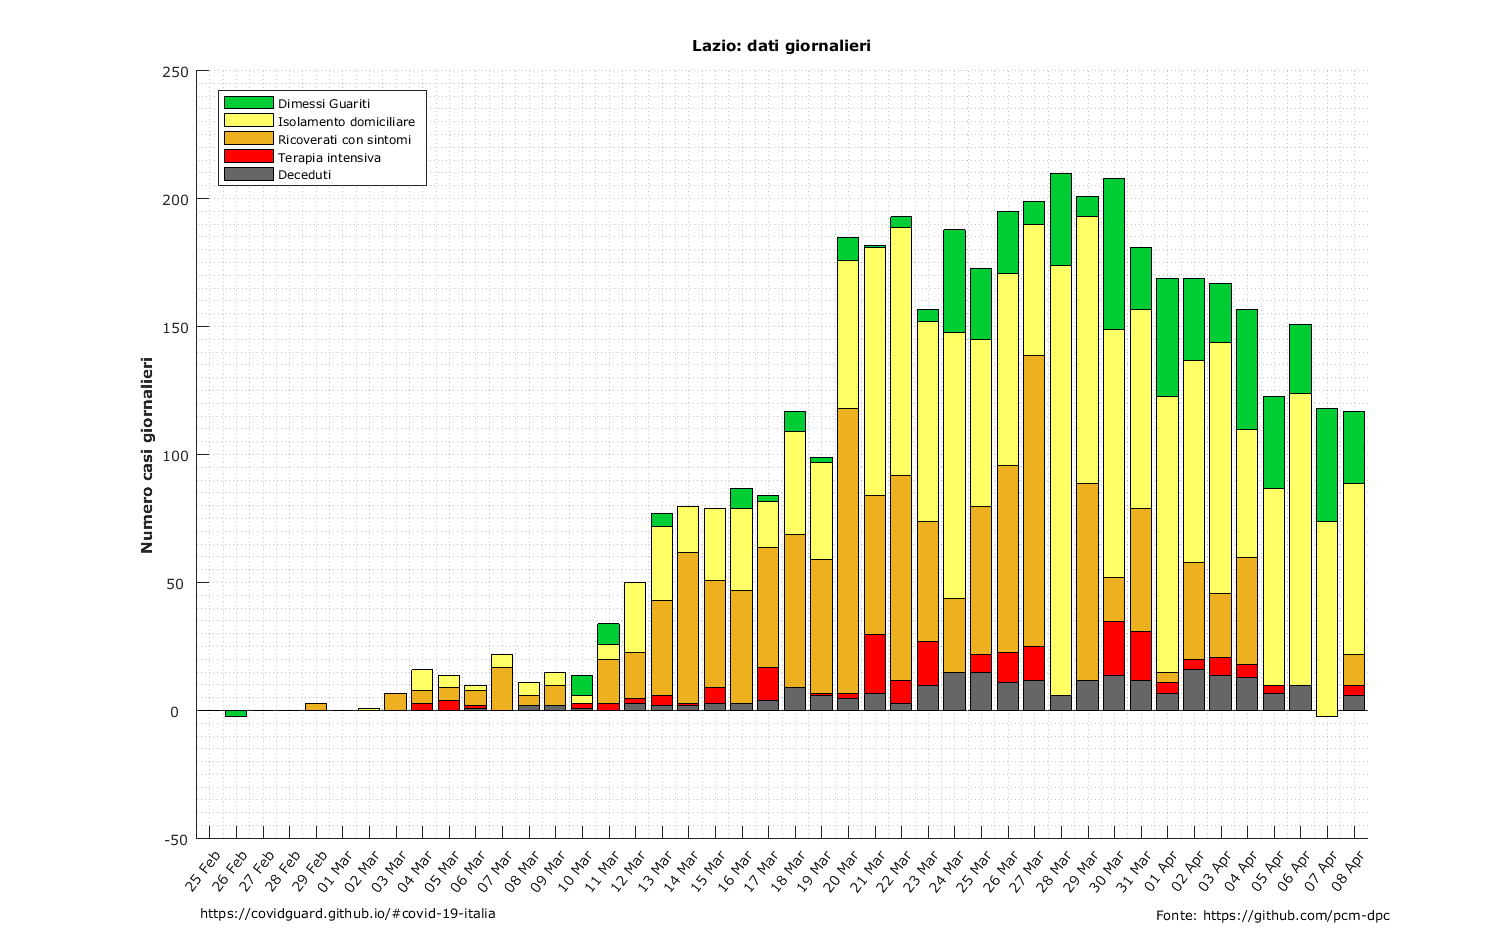 Lazio: dati giornalieri
250
200
150
100
50
0
-50
Numero casi giornalieri
Dimessi Guariti
Isolamento domiciliare
Ricoverati con sintomi
Terapia intensiva
Deceduti
25 Feb
26 Feb
27 Feb
28 Feb
29 Feb
01 Mar
02 Mar
03 Mar
04 Mar
05 Mar
06 Mar
07 Mar
08 Mar
09 Mar
10 Mar
11 Mar
12 Mar
13 Mar
14 Mar
15 Mar
16 Mar
17 Mar
18 Mar
19 Mar
20 Mar
21 Mar
22 Mar
23 Mar
24 Mar
25 Mar
26 Mar
27 Mar
28 Mar
29 Mar
30 Mar
31 Mar
01 Apr
02 Apr
03 Apr
04 Apr
05 Apr
06 Apr
07 Apr
08 Apr
https://covidguard.github.io/#covid-19-italia
Fonte: https://github.com/pcm-dpc